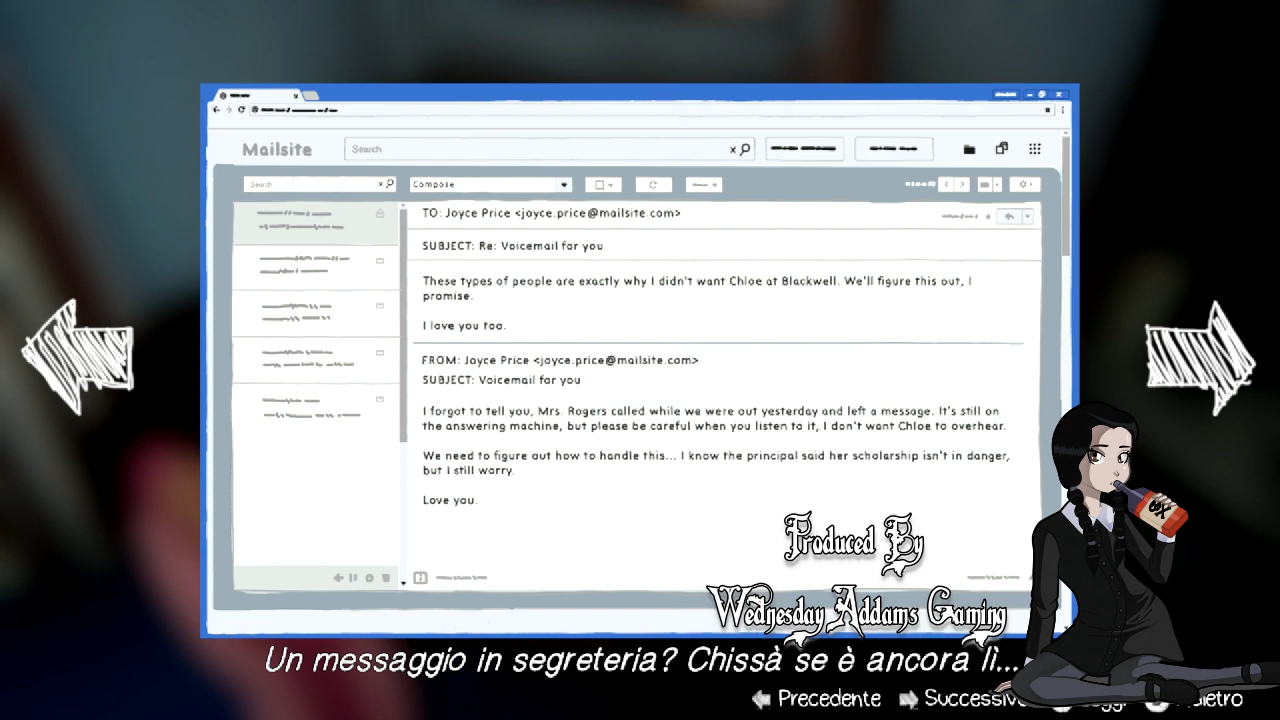 Mailsite
Search
Search
Compose
TO: Joyce Price <joyce.price@mailsite.com>
SUBJECT: Re: Voicemail for you
These types of people are exactly why I didn't want Chloe at Blackwell. We'll figure this out, I
promise.
I love you too.
FROM: Joyce Price <joyce.price@mailsite.com>
SUBJECT: Voicemail for you
I forgot to tell you, Mrs. Rogers called while we were out yesterday and left a message. It's still on
the answering machine, but please be careful when you listen to it, I don't want Chloe to overhear.
We need to figure out how to handle this... I know the principal said her scholarship isn't in danger,
but I still worry.
Love you.
Produced By
Wednesday Addams Gaming
Un messaggio in segreteria? Chissà se è ancora lì...
Precedente Successivo